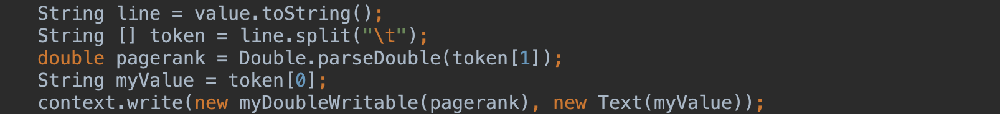 String line = value.toString();
String [] token = line.split("\t");
double pagerank = Double.parseDouble(token[1]);
String myValue = token[0];
context.write(new myDoubleWritable(pagerank), new Text(myValue));